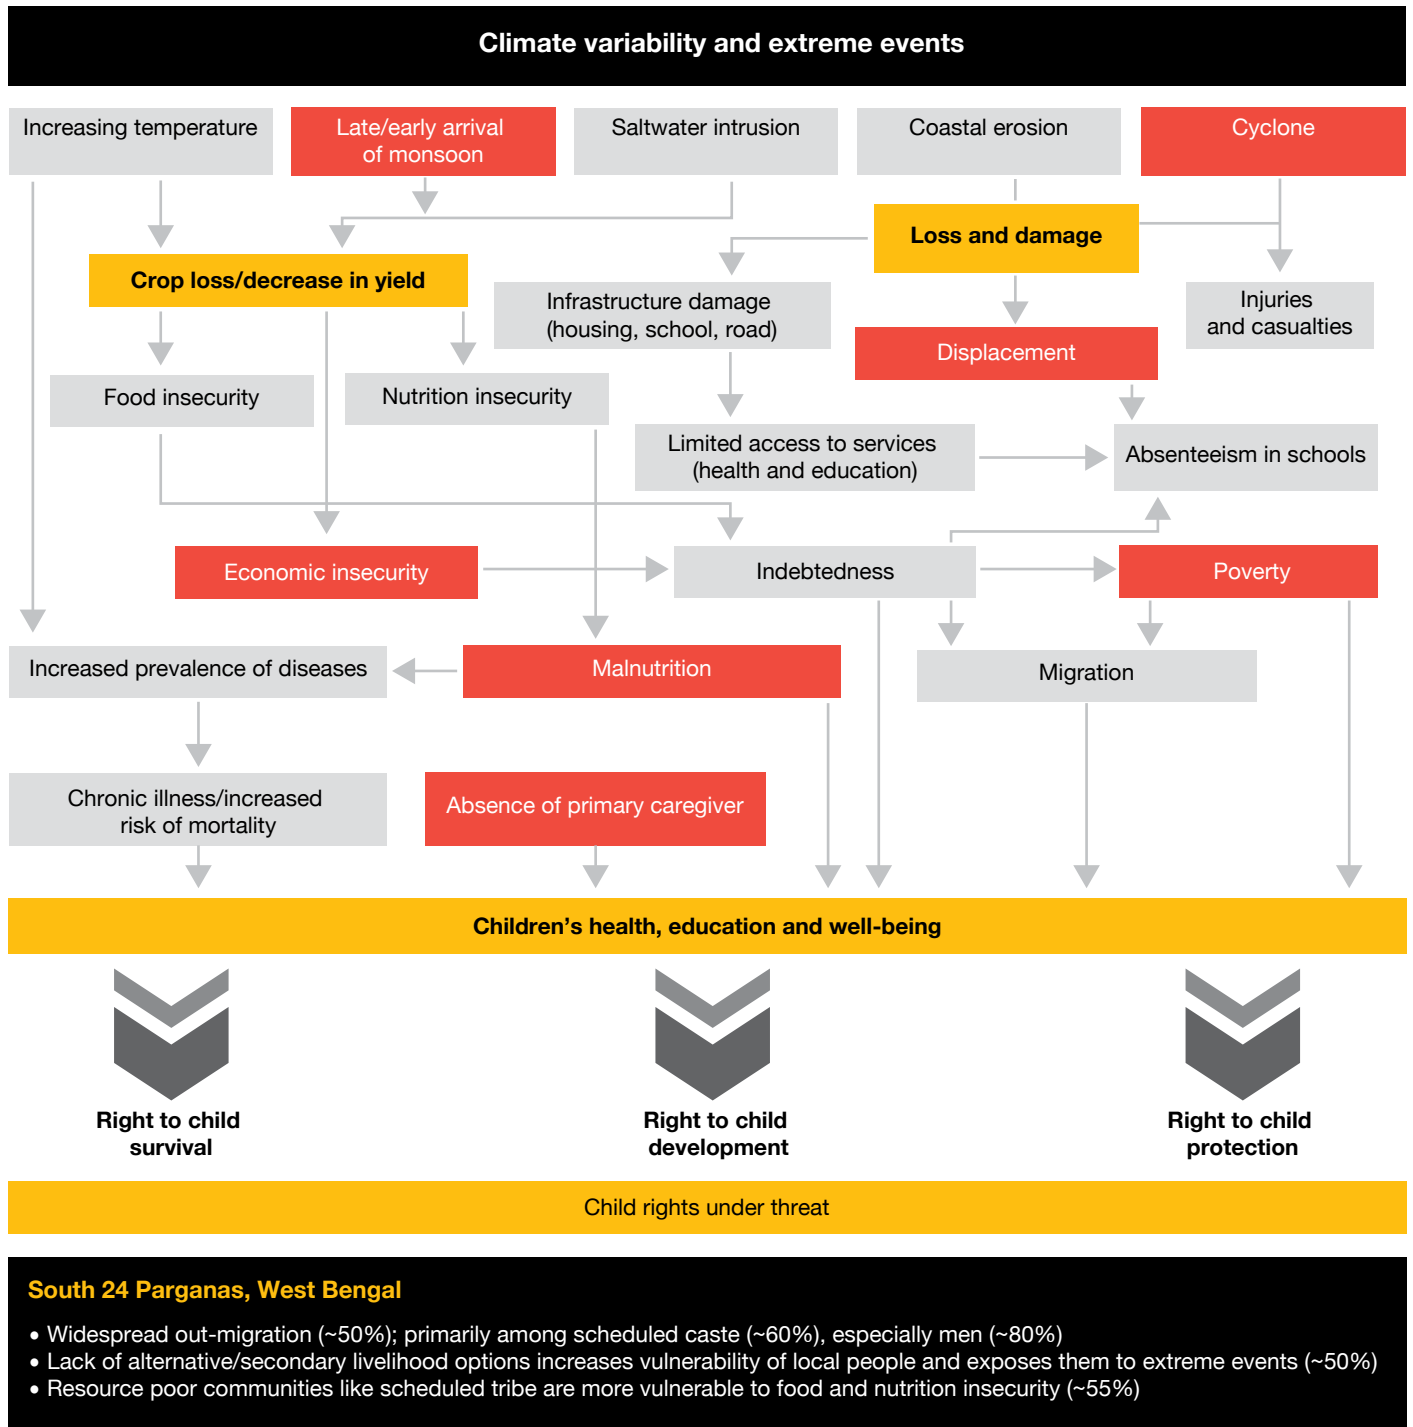 Climate variability and extreme events
Increasing temperature
Late/early arrival
of monsoon
Saltwater intrusion
Coastal erosion
Cyclone
Loss and damage
Crop loss/decrease in yield
Infrastructure damage
(housing, school, road)
Injuries
and casualties
Displacement
Food insecurity
Nutrition insecurity
Limited access to services
(health and education)
Absenteeism in schools
Economic insecurity
Indebtedness
Poverty
Increased prevalence of diseases
Malnutrition
Migration
Chronic illness/increased
risk of mortality
Absence of primary caregiver
Children’s health, education and well-being
Right to child
survival
Right to child
development
Right to child
protection
Child rights under threat
South 24 Parganas, West Bengal
• Widespread out-migration (~50%); primarily among scheduled caste (~60%), especially men (~80%)
• Lack of alternative/secondary livelihood options increases vulnerability of local people and exposes them to extreme events (~50%)
• Resource poor communities like scheduled tribe are more vulnerable to food and nutrition insecurity (~55%)